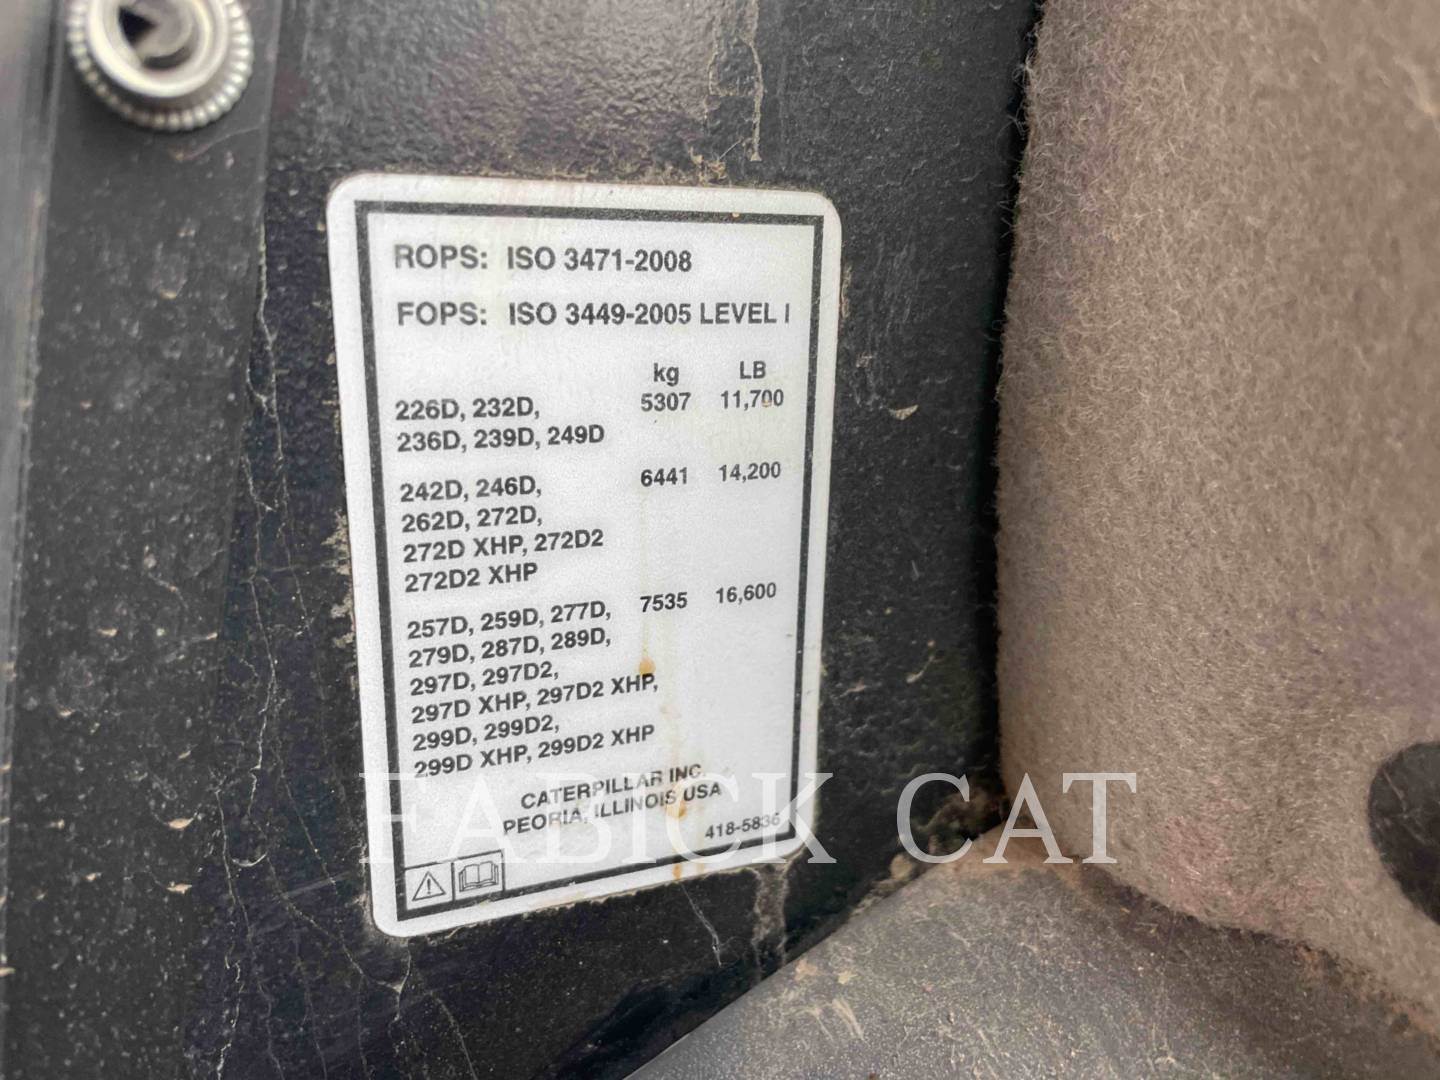 ROPS: ISO 3471-2008
FOPS: ISO 3449-2005 LEVEL I
kg LB
226D, 232D, 5307 11,700
236D, 239D, 249D
242D, 246D, 6441 14,200
262D, 272D,
272D XHP, 272D2
272D2 XHP
257D, 259D, 277D, 7535 16,600
279D, 287D, 289D,
297D, 297D2,
297D XHP, 297D2 XHP,
299D, 299D2,
299D XHP, 299D2 XHP
CATERPILLAR INC.
PEORIA, ILLINOIS USA
418-5836
FABICK CAT